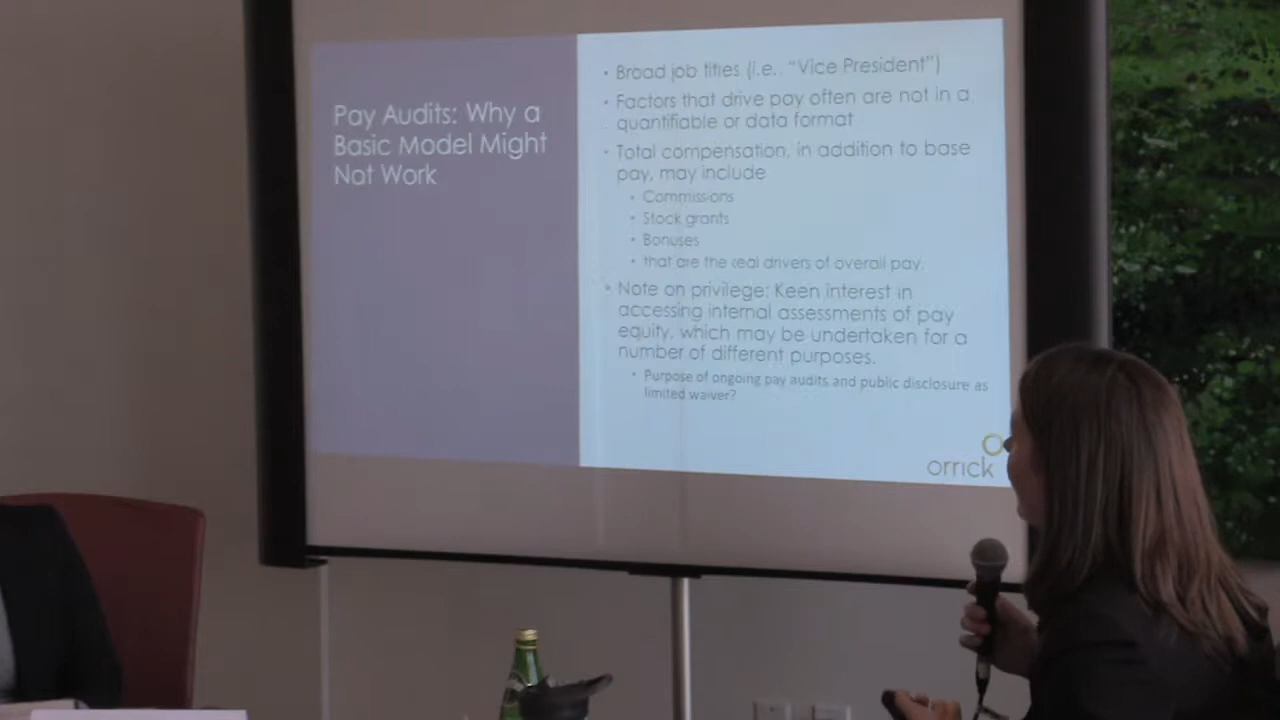 Pay Audits: Why a
Basic Model Might
Not Work
• Broad job titles (i.e., “Vice President”)
• Factors that drive pay often are not in a
quantifiable or data format
• Total compensation, in addition to base
pay, may include
• Commissions
• Stock grants
• Bonuses
• that are the real drivers of overall pay.
• Note on privilege: Keen interest in
accessing internal assessments of pay
equity, which may be undertaken for a
number of different purposes.
• Purpose of ongoing pay audits and public disclosure as
limited waiver?
orrick